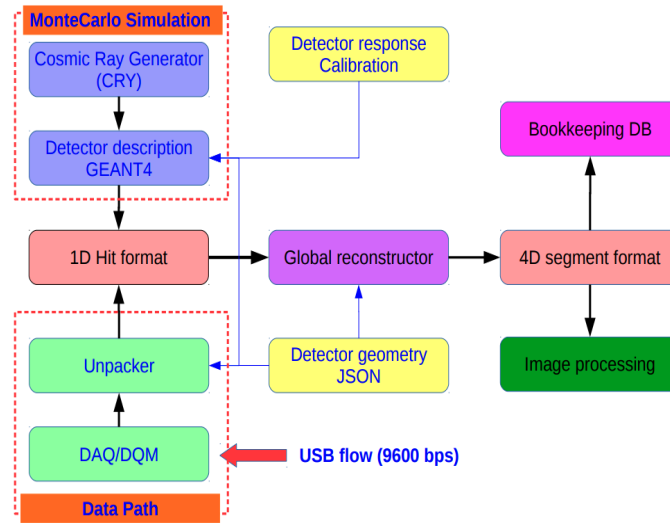 MonteCarlo Simulation
Cosmic Ray Generator
(CRY)
Detector description
GEANT4
Detector response
Calibration
Bookkeeping DB
1D Hit format
Global reconstructor
4D segment format
Unpacker
Detector geometry
JSON
Image processing
DAQ/DQM
USB flow (9600 bps)
Data Path